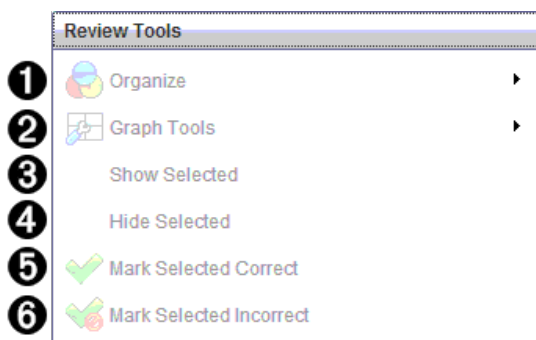 Review Tools
1 Organize
2 Graph Tools
3 Show Selected
4 Hide Selected
5 Mark Selected Correct
6 Mark Selected Incorrect